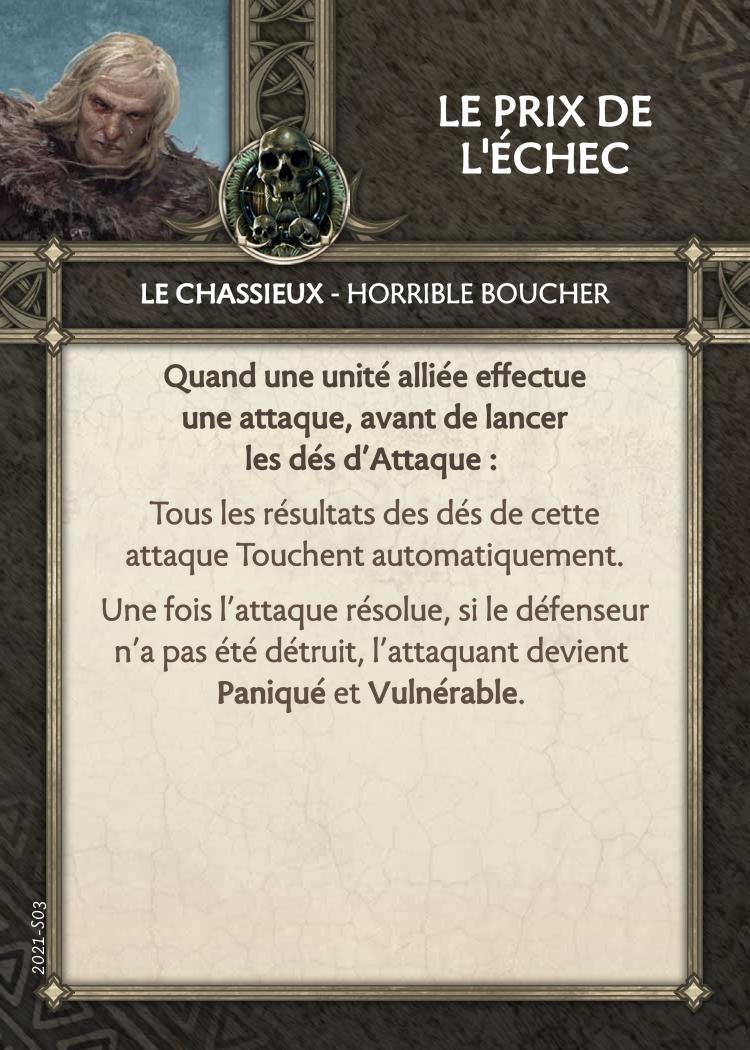 LE PRIX DE
L'ÉCHEC
LE CHASSIEUX - HORRIBLE BOUCHER
Quand une unité alliée effectue
une attaque, avant de lancer
les dés d’Attaque :
Tous les résultats des dés de cette
attaque Touchent automatiquement.
Une fois l’attaque résolue, si le défenseur
n’a pas été détruit, l’attaquant devient
Paniqué et Vulnérable.
2021-S03